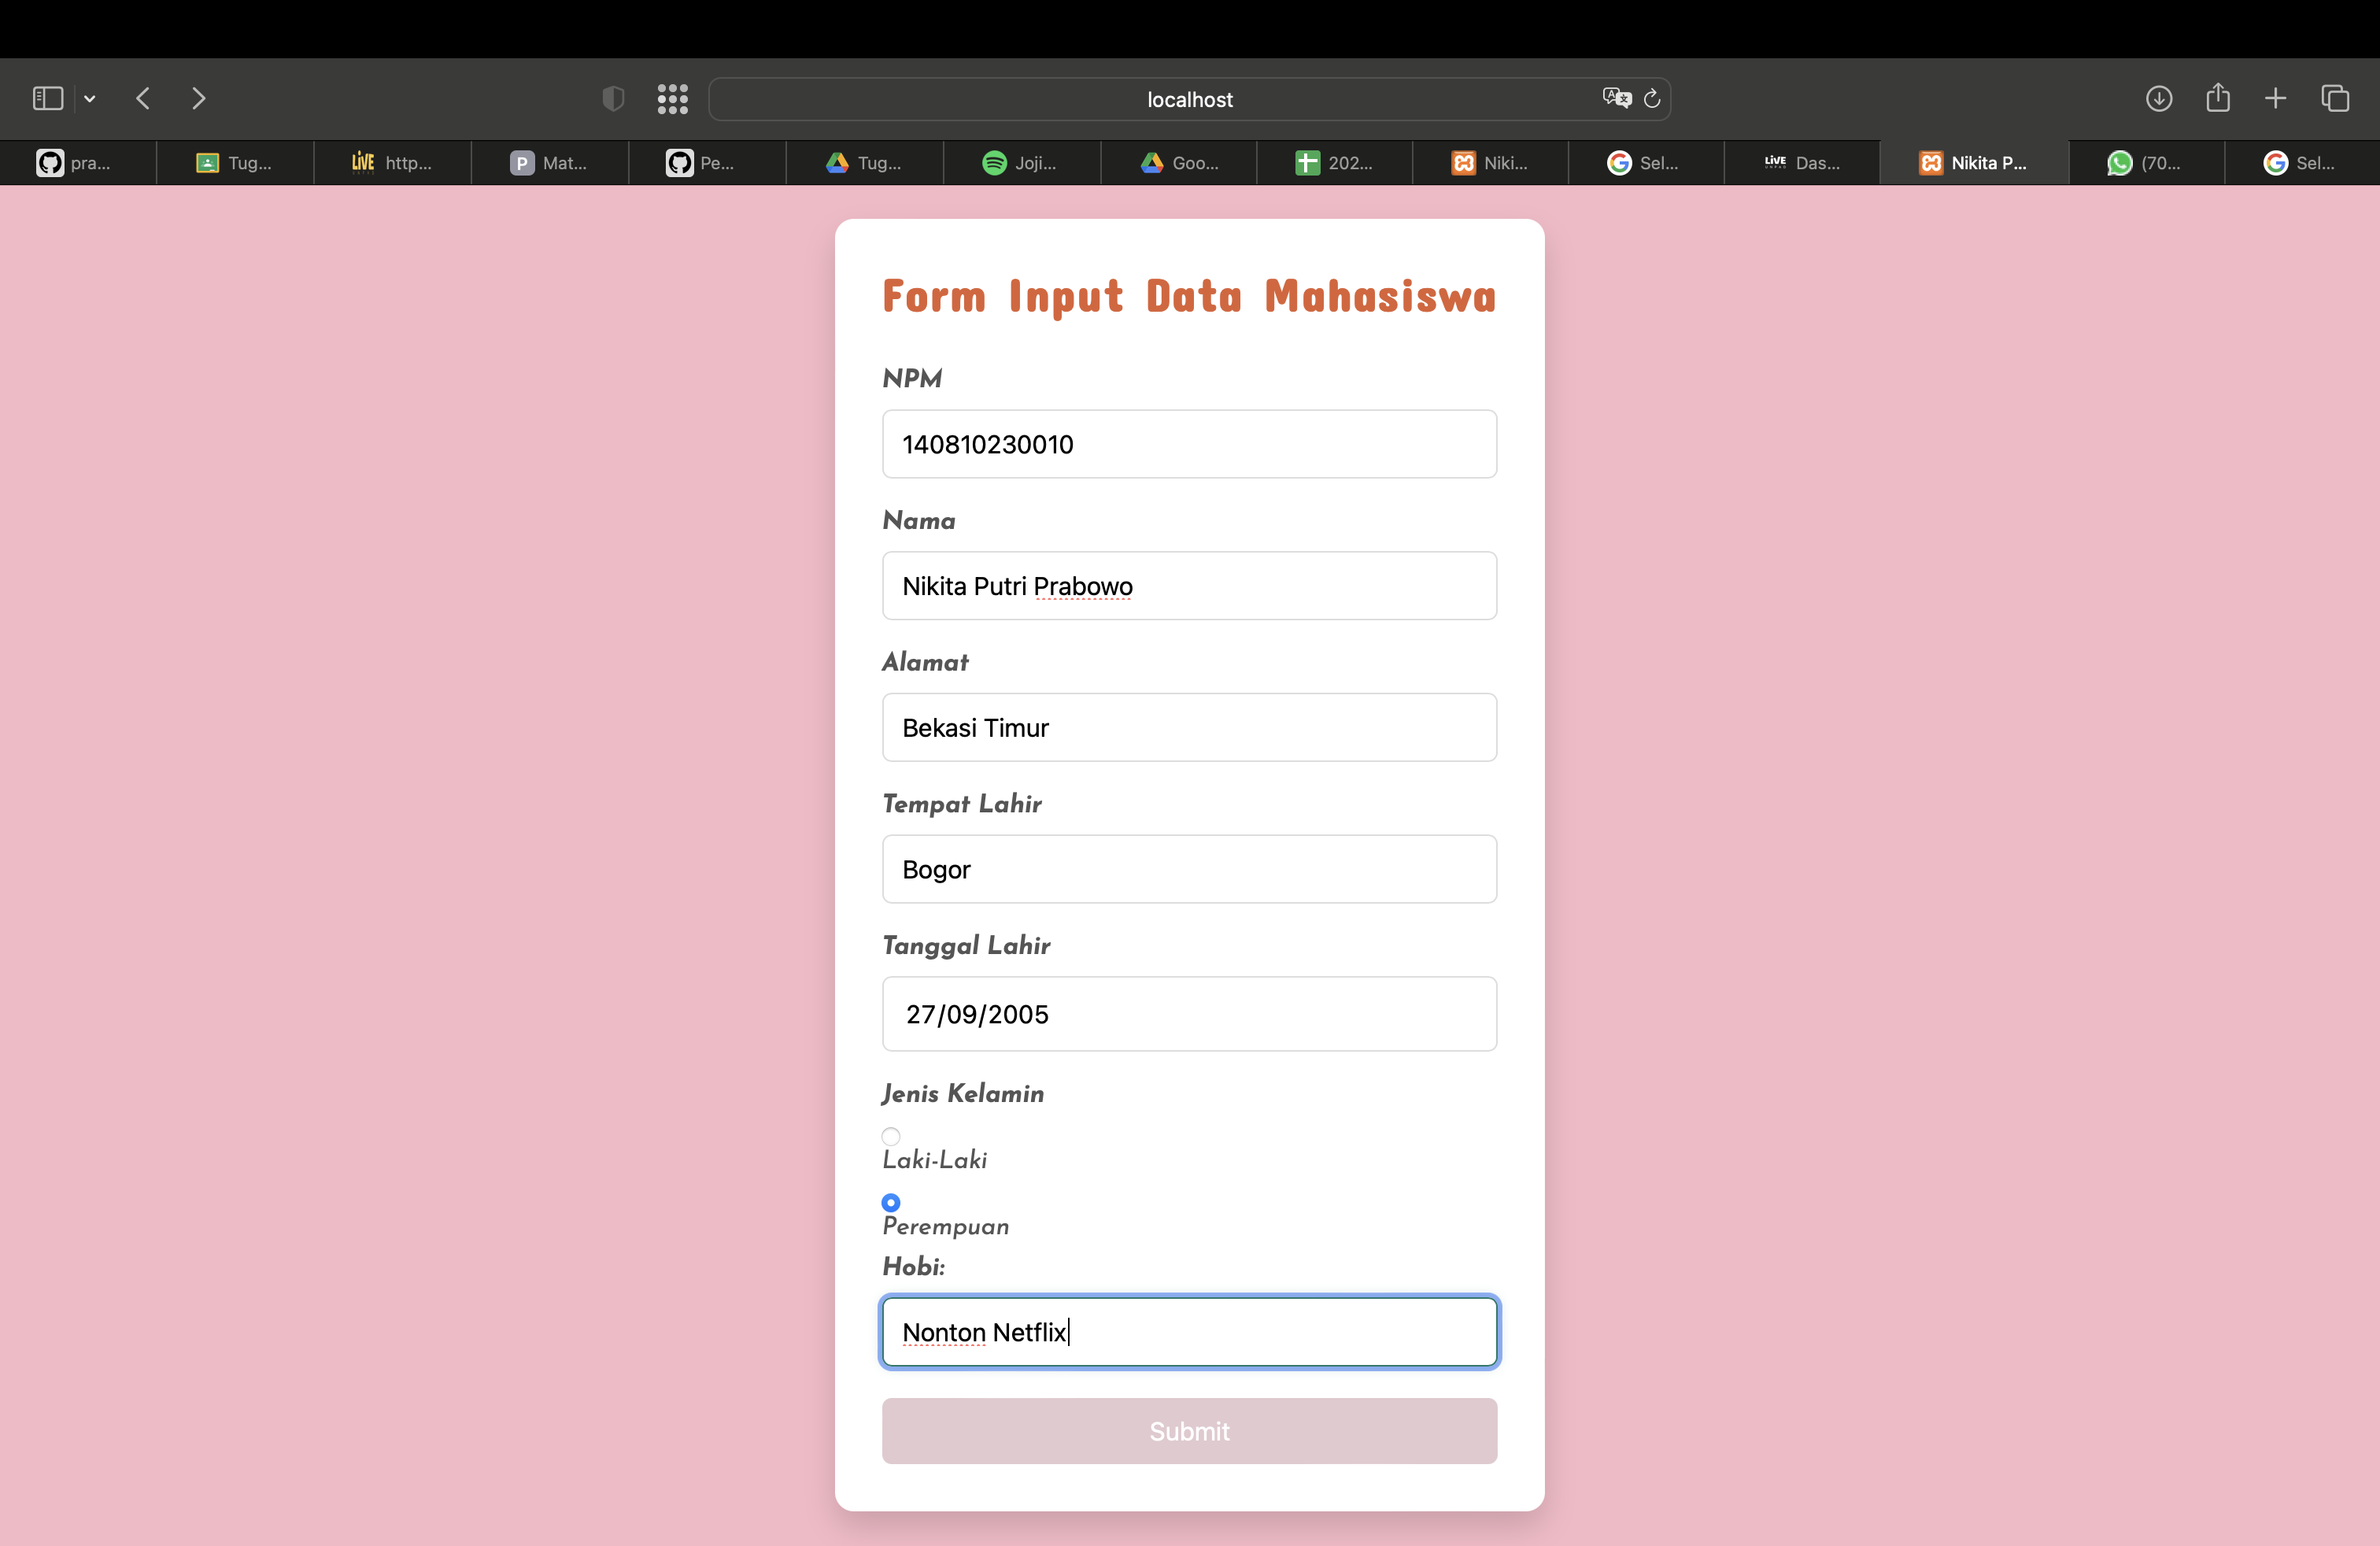 localhost
pra...
Tug...
LiVE http...
P Mat...
Pe...
Tug...
Joji...
Goo...
202...
Niki...
Sel...
LiVE Das...
Nikita P...
(70...
Sel...
Form Input Data Mahasiswa
NPM
140810230010
Nama
Nikita Putri Prabowo
Alamat
Bekasi Timur
Tempat Lahir
Bogor
Tanggal Lahir
27/09/2005
Jenis Kelamin
Laki-Laki
Perempuan
Hobi:
Nonton Netflix
Submit